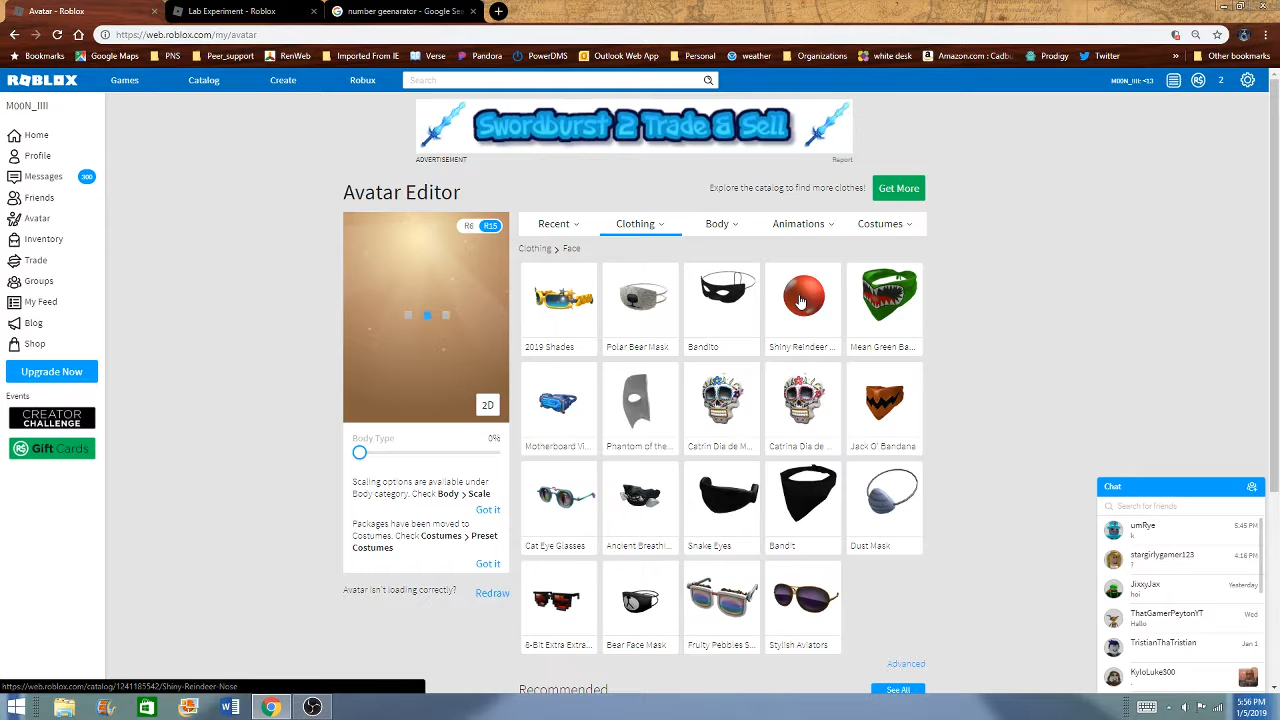 Avatar - Roblox
Lab Experiment - Roblox
number geenarator - Google Sea
https://web.roblox.com/my/avatar
Bookmarks Google Maps PNS Peer_support RenWeb Imported From IE Verse Pandora PowerDMS Outlook Web App Personal weather Organizations white desk Amazon.com : Cadbu Prodigy Twitter » Other bookmarks
ROBLOX Games Catalog Create Robux Search M00N_IIII: <13 2
M00N_IIII
Home
Profile
Messages 300
Friends
Avatar
Inventory
Trade
Groups
My Feed
Blog
Shop
Upgrade Now
Events
CREATOR
CHALLENGE
Gift Cards
Swordburst 2 Trade & Sell
ADVERTISEMENT Report
Avatar Editor
Explore the catalog to find more clothes! Get More
R6 R15
2D
Body Type 0%
Scaling options are available under
Body category. Check Body > Scale
Got it
Packages have been moved to
Costumes. Check Costumes > Preset
Costumes
Got it
Avatar isn't loading correctly? Redraw
Recent Clothing Body Animations Costumes
Clothing > Face
2019 Shades Polar Bear Mask Bandito Shiny Reindeer ... Mean Green Ba...
Motherboard Vi... Phantom of the... Catrin Dia de M... Catrina Dia de ... Jack O' Bandana
Cat Eye Glasses Ancient Breathi... Snake Eyes Bandit Dust Mask
8-Bit Extra Extra... Bear Face Mask Fruity Pebbles S... Stylish Aviators
Advanced
Recommended See All
Chat
Search for friends
umRye 5:45 PM
k
stargirlygamer123 4:16 PM
?
JixxyJax Yesterday
hoi
ThatGamerPeytonYT Wed
Hallo
TristianThaTristian Jan 1
KyloLuke300
https://web.roblox.com/catalog/1241185542/Shiny-Reindeer-Nose
5:56 PM
1/5/2019